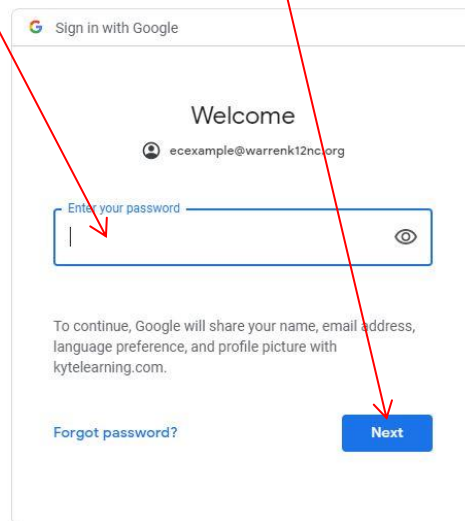 Sign in with Google
Welcome
ecexample@warrenk12nc.org
Enter your password
To continue, Google will share your name, email address,
language preference, and profile picture with
kytelearning.com.
Forgot password?
Next